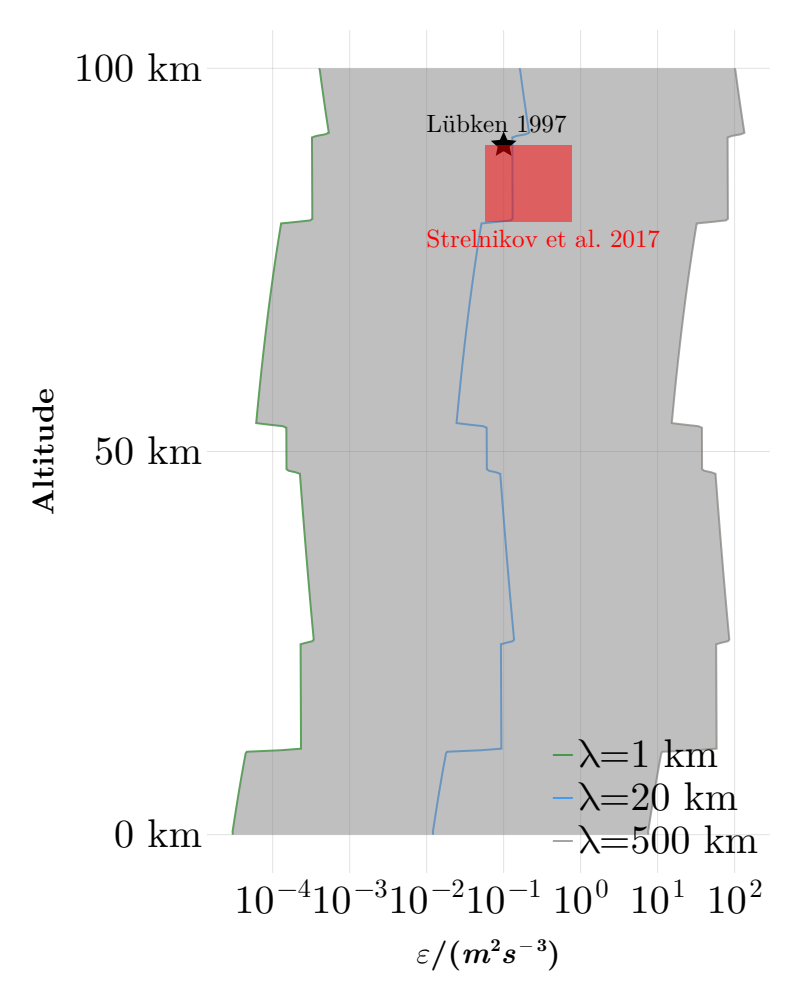 100 km
Lübken 1997
Strelnikov et al. 2017
Altitude
50 km
λ=1 km
λ=20 km
0 km
λ=500 km
10⁻⁴ 10⁻³ 10⁻² 10⁻¹ 10⁰ 10¹ 10²
ε/(m²s⁻³)